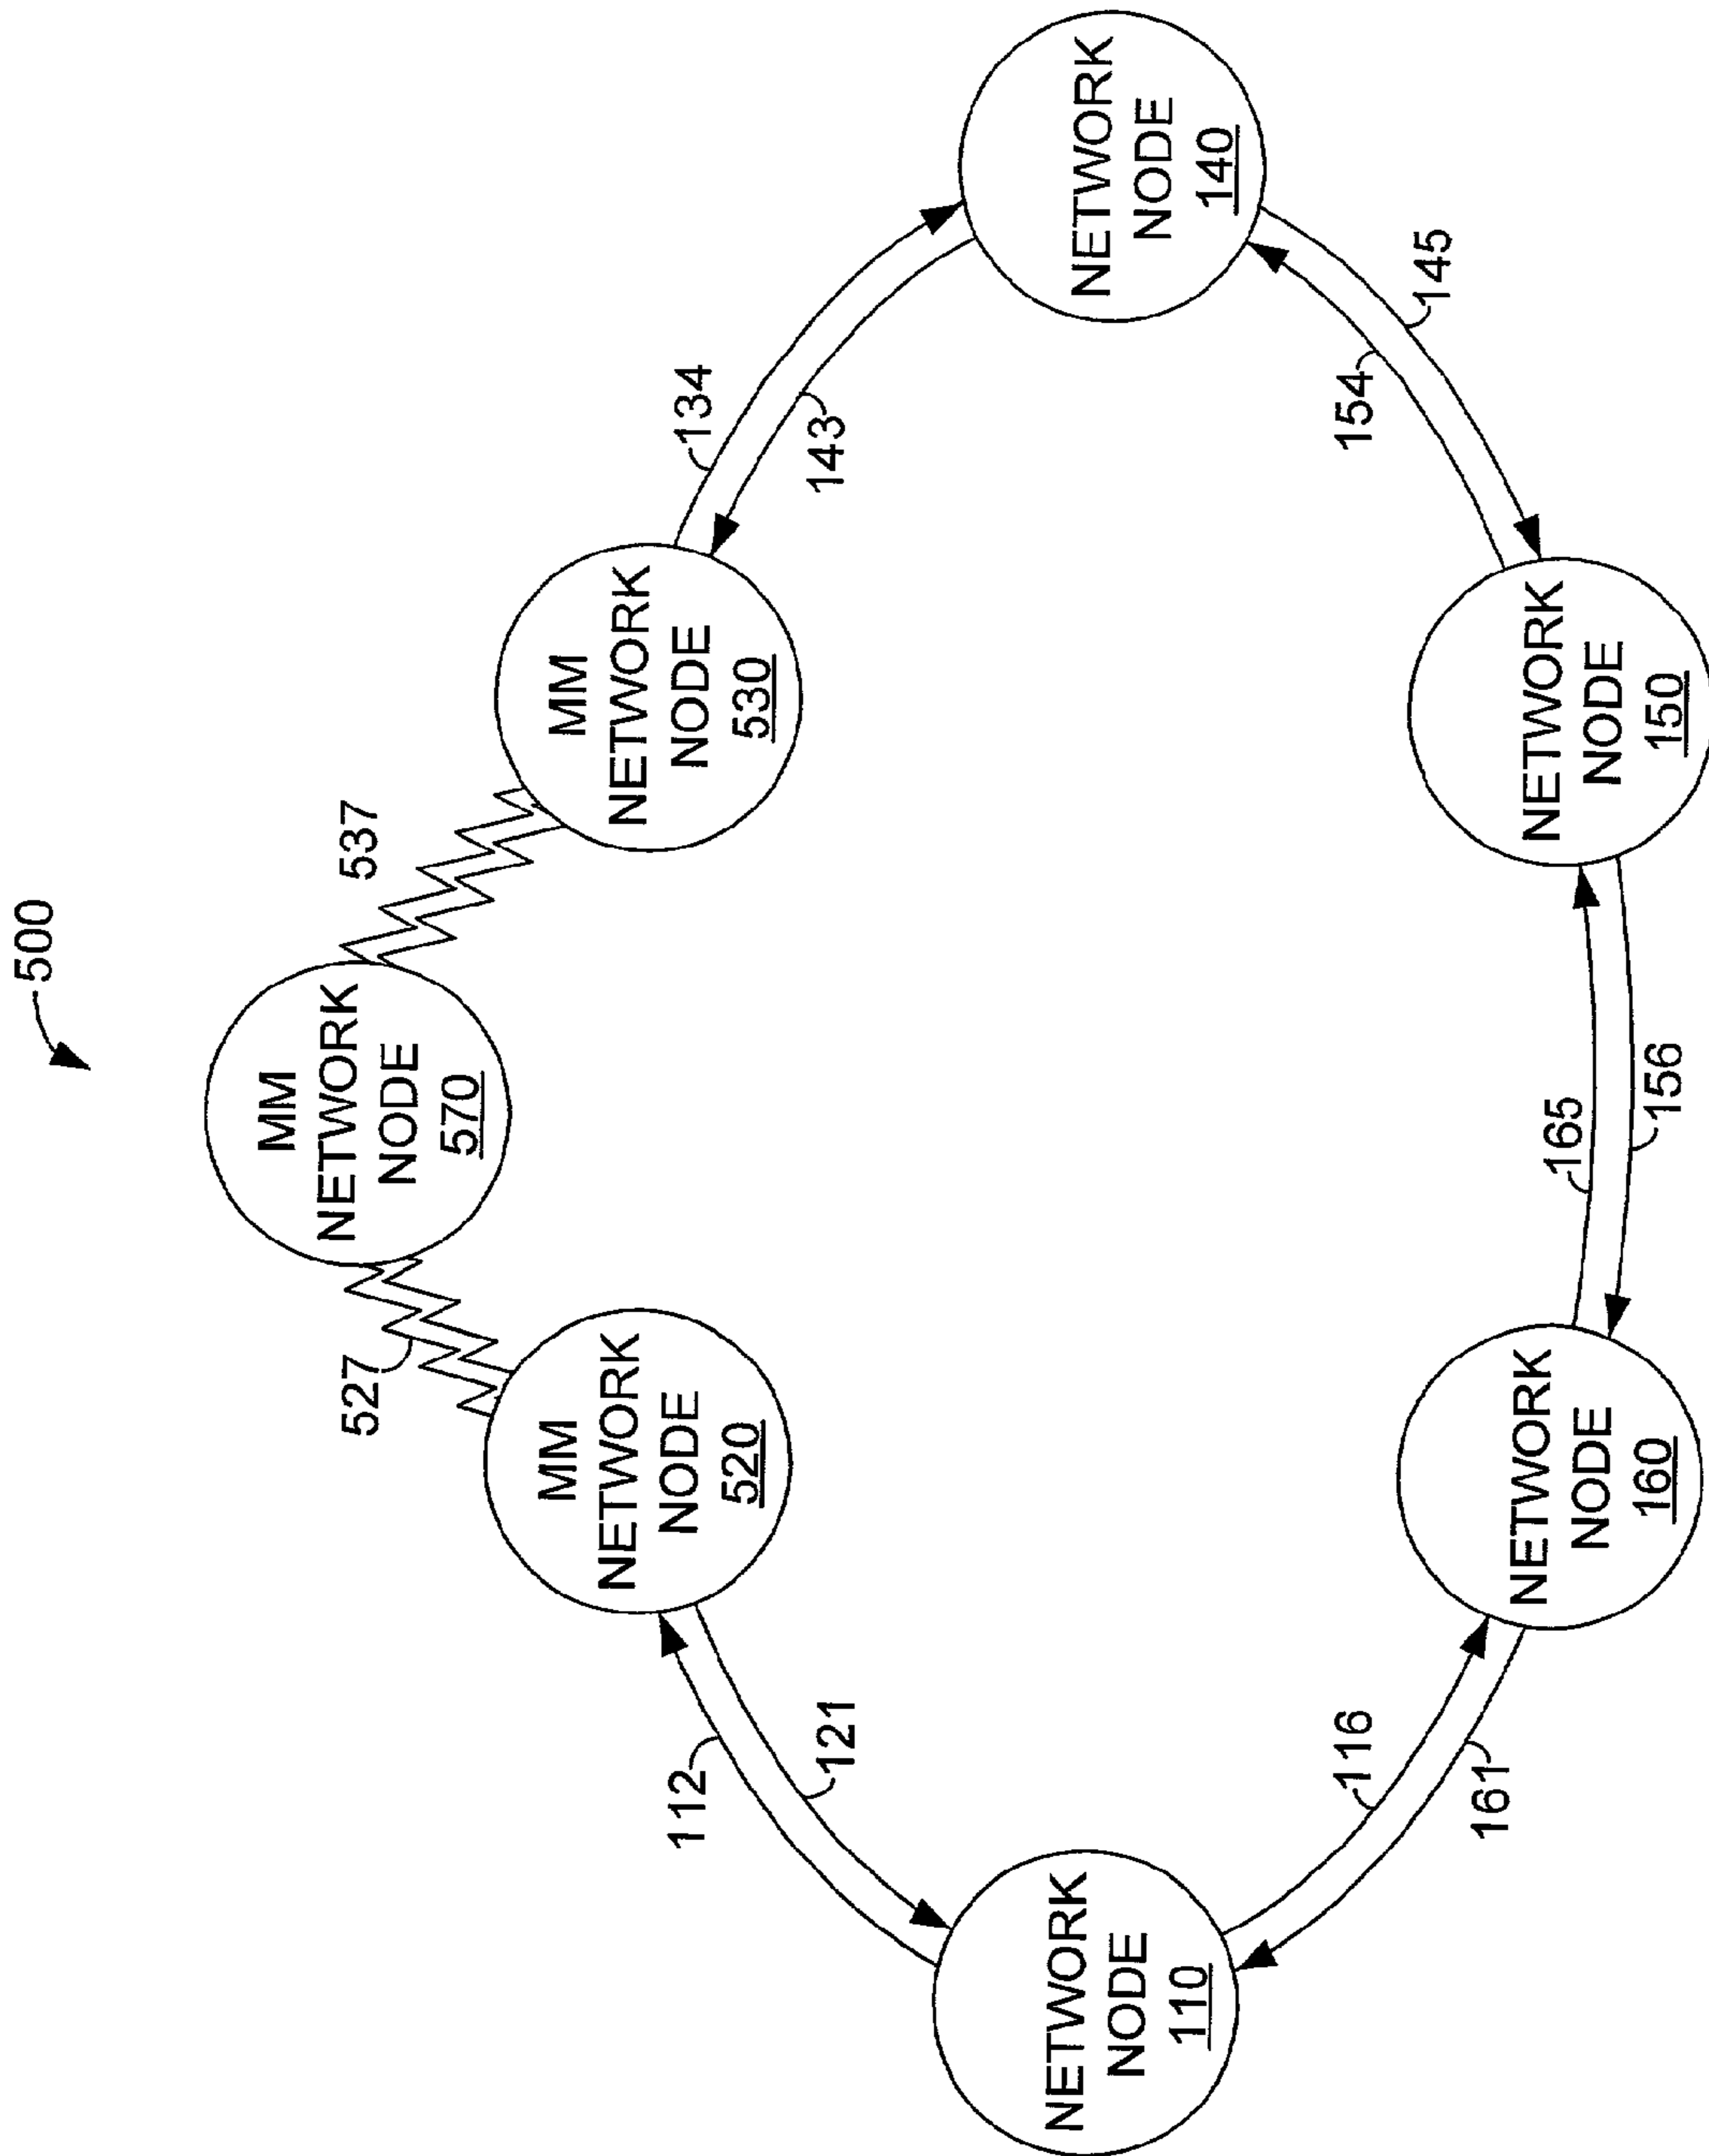 500
MM
NETWORK
NODE
570
527
537
MM
NETWORK
NODE
520
MM
NETWORK
NODE
530
112
121
134
143
NETWORK
NODE
110
NETWORK
NODE
140
116
161
154
145
165
156
NETWORK
NODE
160
NETWORK
NODE
150